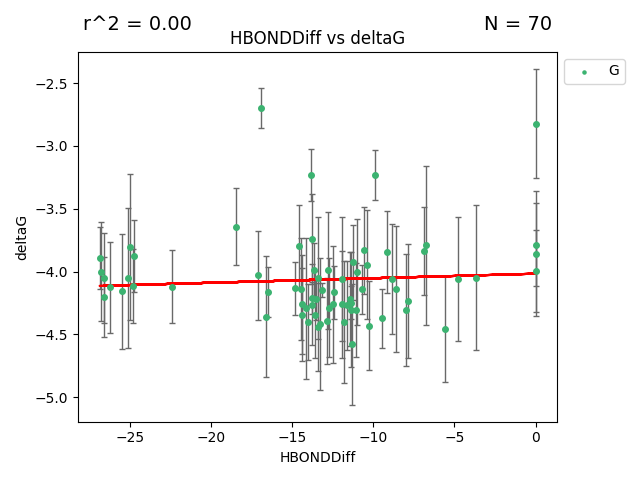 r^2 = 0.00
N = 70
HBONDDiff vs deltaG
G
−2.5
−3.0
−3.5
−4.0
−4.5
−5.0
deltaG
−25
−20
−15
−10
−5
0
HBONDDiff